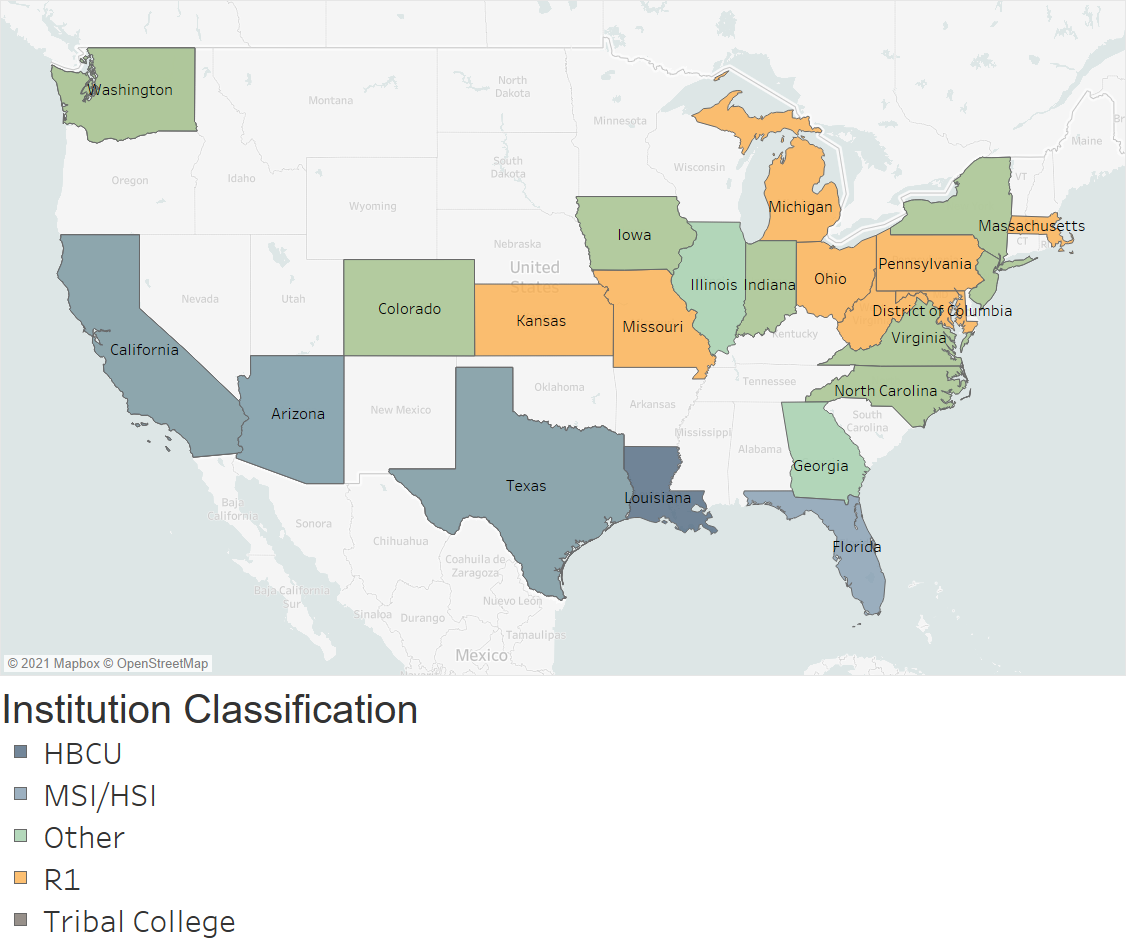 Washington
Montana
North
Dakota
Minnesota
Maine
Oregon
Idaho
South
Dakota
Wisconsin
VT
Wyoming
Michigan
Massachusetts
Iowa
Nebraska
CT
United
States
Pennsylvania
Nevada
Utah
Colorado
Illinois
Indiana
Ohio
Kansas
Missouri
District of Columbia
Kentucky
Virginia
California
Oklahoma
Tennessee
North Carolina
Arizona
New Mexico
Arkansas
South
Carolina
Mississippi
Alabama
Georgia
Texas
Louisiana
Baja
California
Sonora
Chihuahua
Florida
Coahuila de
Zaragoza
Baja California
Sur
Nuevo León
Sinaloa
Durango
Tamaulipas
Mexico
© 2021 Mapbox © OpenStreetMap
Institution Classification
HBCU
MSI/HSI
Other
R1
Tribal College